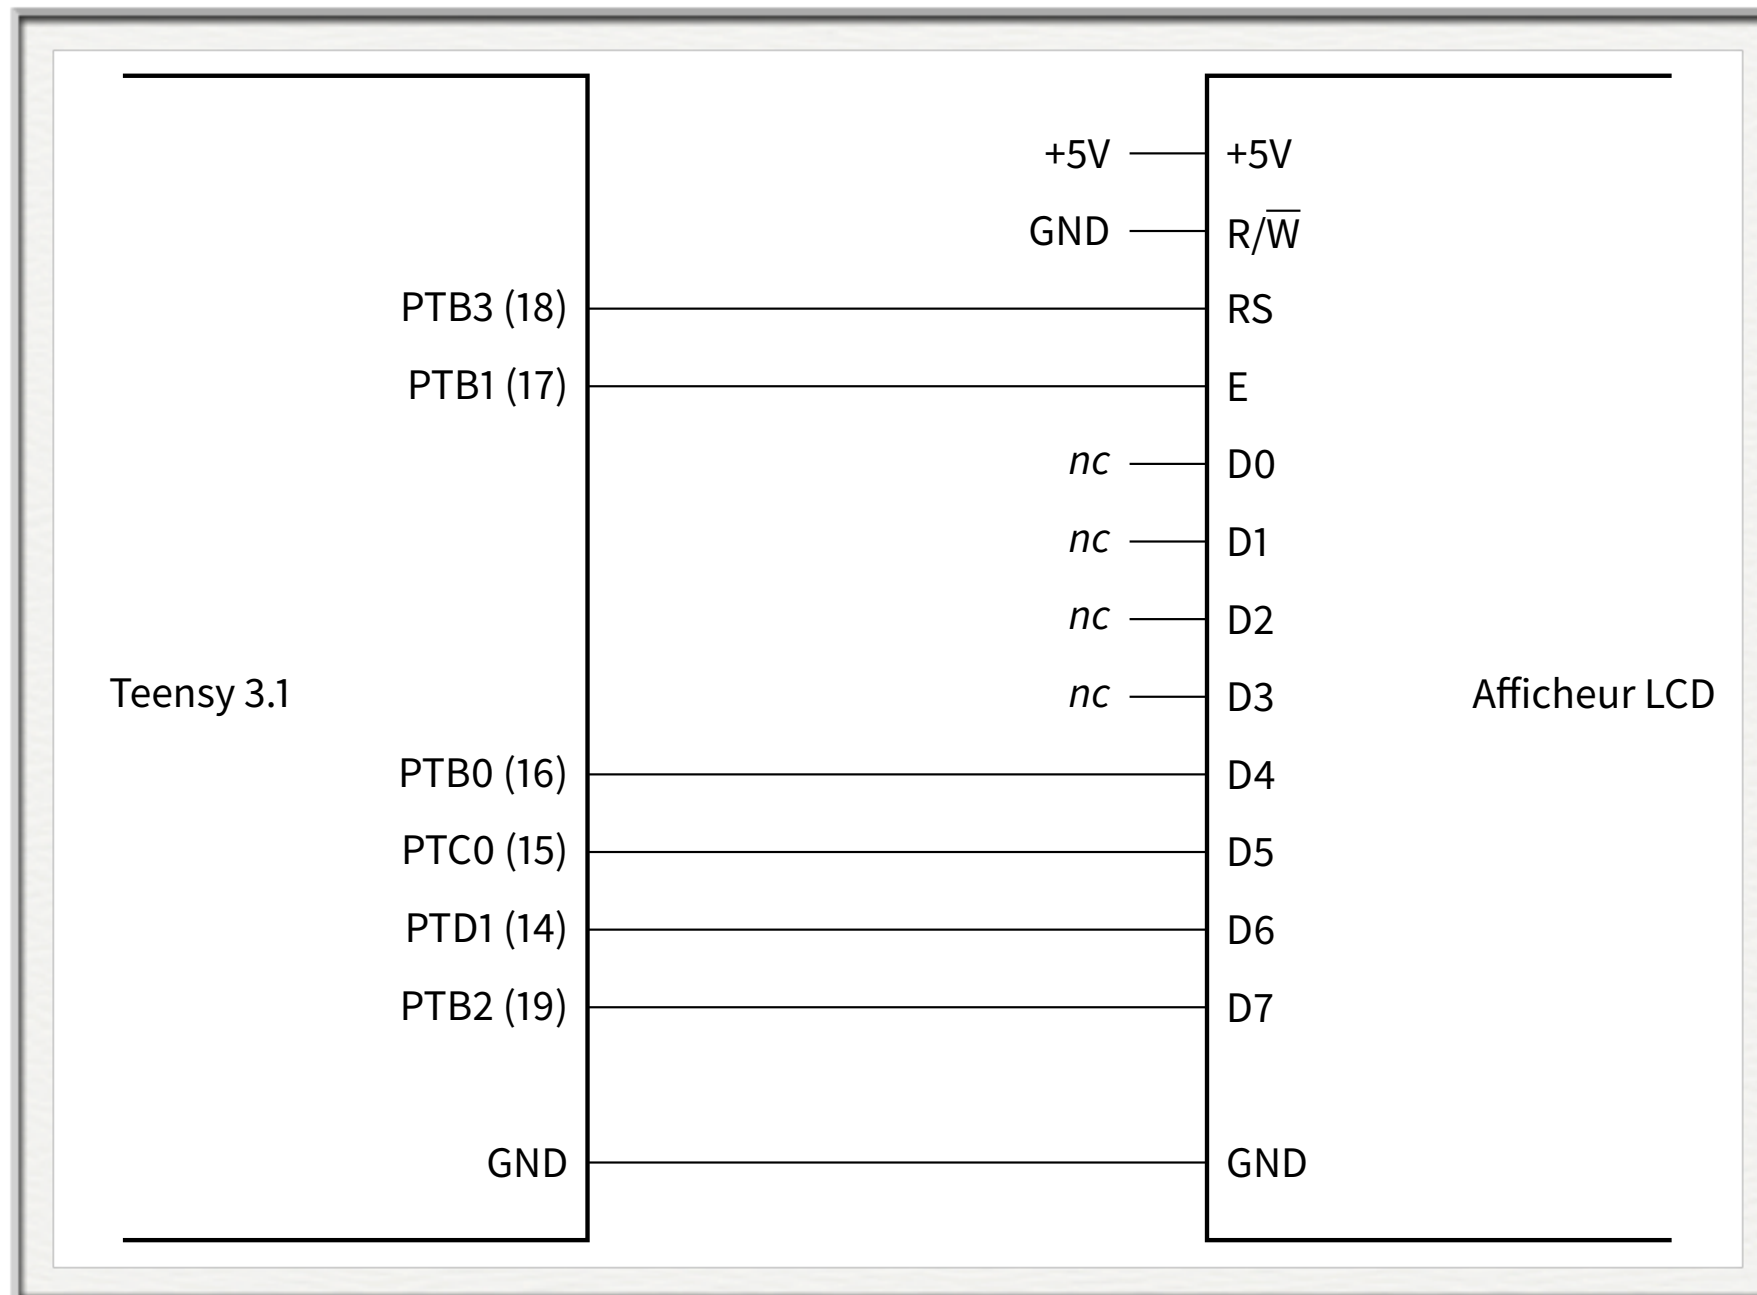 +5V +5V
GND R/W̅
PTB3 (18) RS
PTB1 (17) E
nc D0
nc D1
nc D2
Teensy 3.1 nc D3 Afficheur LCD
PTB0 (16) D4
PTC0 (15) D5
PTD1 (14) D6
PTB2 (19) D7
GND GND